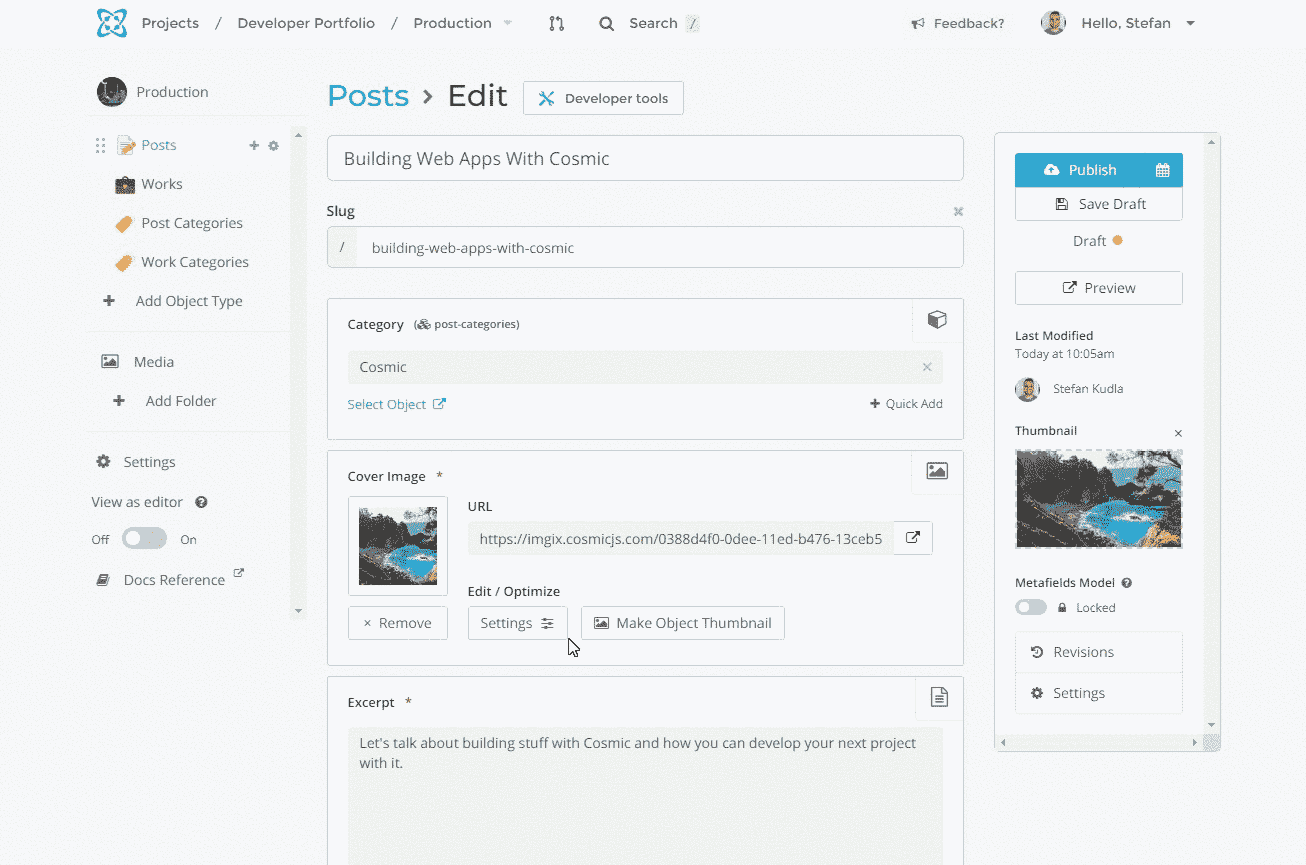 Projects / Developer Portfolio / Production Search / Feedback? Hello, Stefan
Production
Posts
Works
Post Categories
Work Categories
Add Object Type
Media
Add Folder
Settings
View as editor
Off On
Docs Reference
Posts > Edit Developer tools
Building Web Apps With Cosmic
Slug
/ building-web-apps-with-cosmic
Category (post-categories)
Cosmic
Select Object + Quick Add
Cover Image *
URL
https://imgix.cosmicjs.com/0388d4f0-0dee-11ed-b476-13ceb5
Edit / Optimize
× Remove Settings Make Object Thumbnail
Excerpt *
Let's talk about building stuff with Cosmic and how you can develop your next project
with it.
Publish
Save Draft
Draft
Preview
Last Modified
Today at 10:05am
Stefan Kudla
Thumbnail ×
Metafields Model
Locked
Revisions
Settings